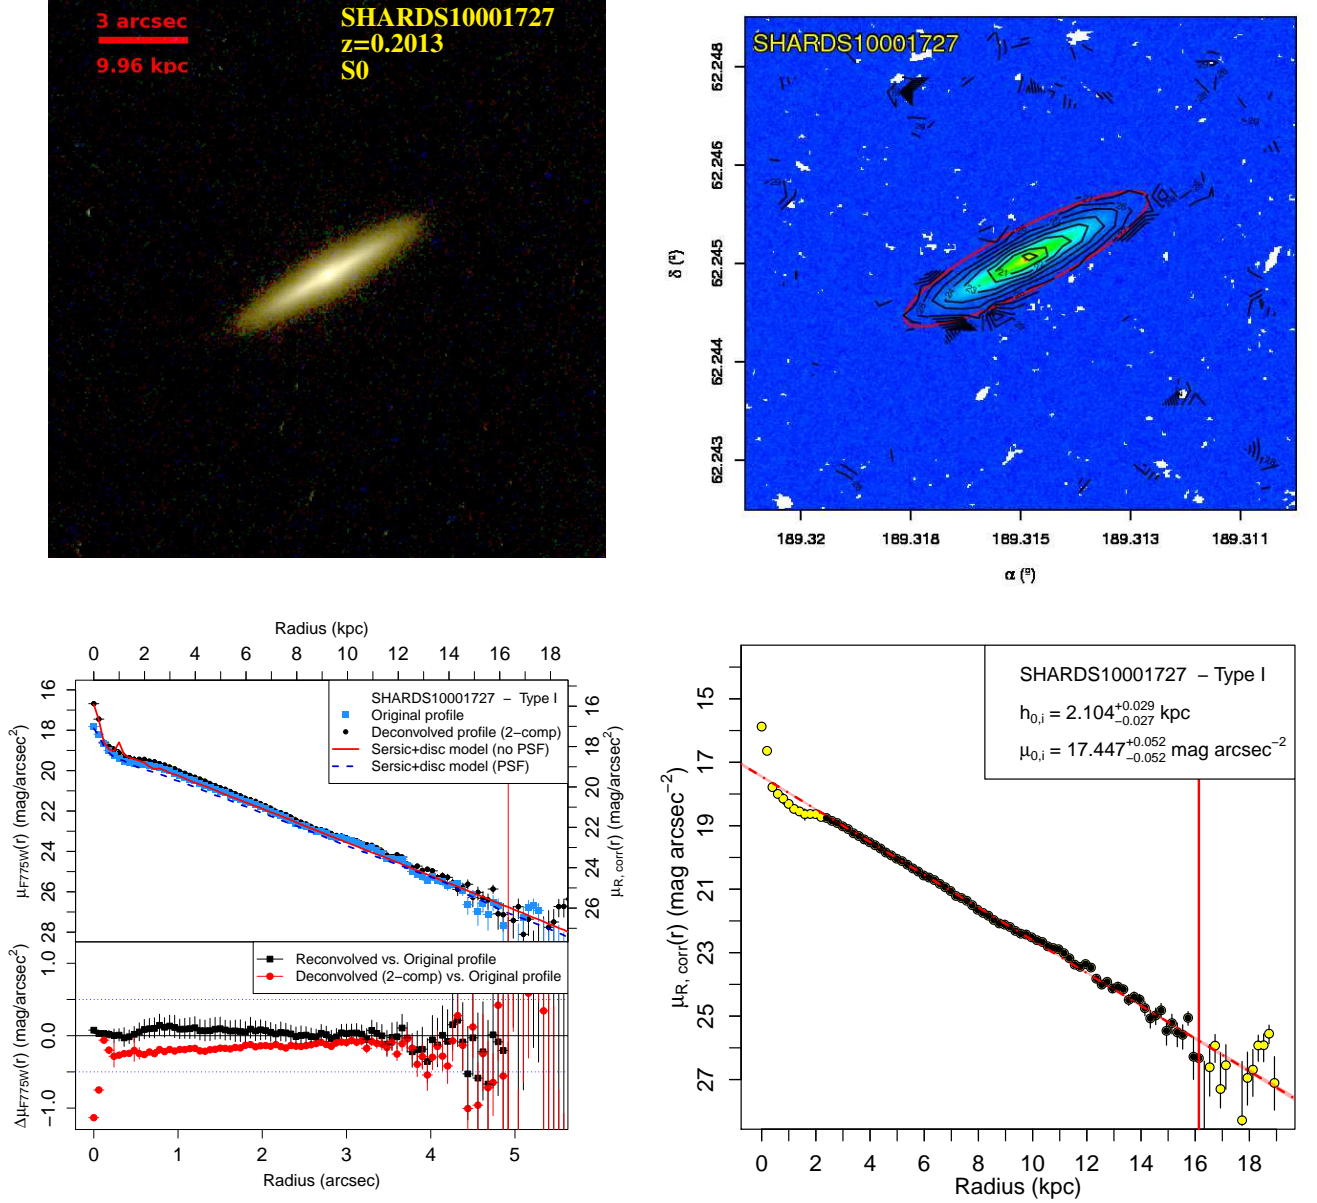 3 arcsec
9.96 kpc
SHARDS10001727
z=0.2013
S0
SHARDS10001727
62.248
62.246
62.245
62.244
62.243
δ (º)
189.32
189.318
189.315
189.313
189.311
α (º)
Radius (kpc)
0 2 4 6 8 10 12 14 16 18
16
18
20
22
24
26
28
μF775W(r) (mag/arcsec²)
16
18
20
22
24
26
μR, corr(r) (mag/arcsec²)
SHARDS10001727 – Type I
Original profile
Deconvolved profile (2−comp)
Sersic+disc model (no PSF)
Sersic+disc model (PSF)
1.0
0.0
−1.0
ΔμF775W(r) (mag/arcsec²)
Reconvolved vs. Original profile
Deconvolved (2−comp) vs. Original profile
0 1 2 3 4 5
Radius (arcsec)
SHARDS10001727 – Type I
h0,i = 2.104 +0.029 −0.027 kpc
μ0,i = 17.447 +0.052 −0.052 mag arcsec−2
15
17
19
21
23
25
27
μR, corr(r) (mag arcsec−2)
0 2 4 6 8 10 12 14 16 18
Radius (kpc)